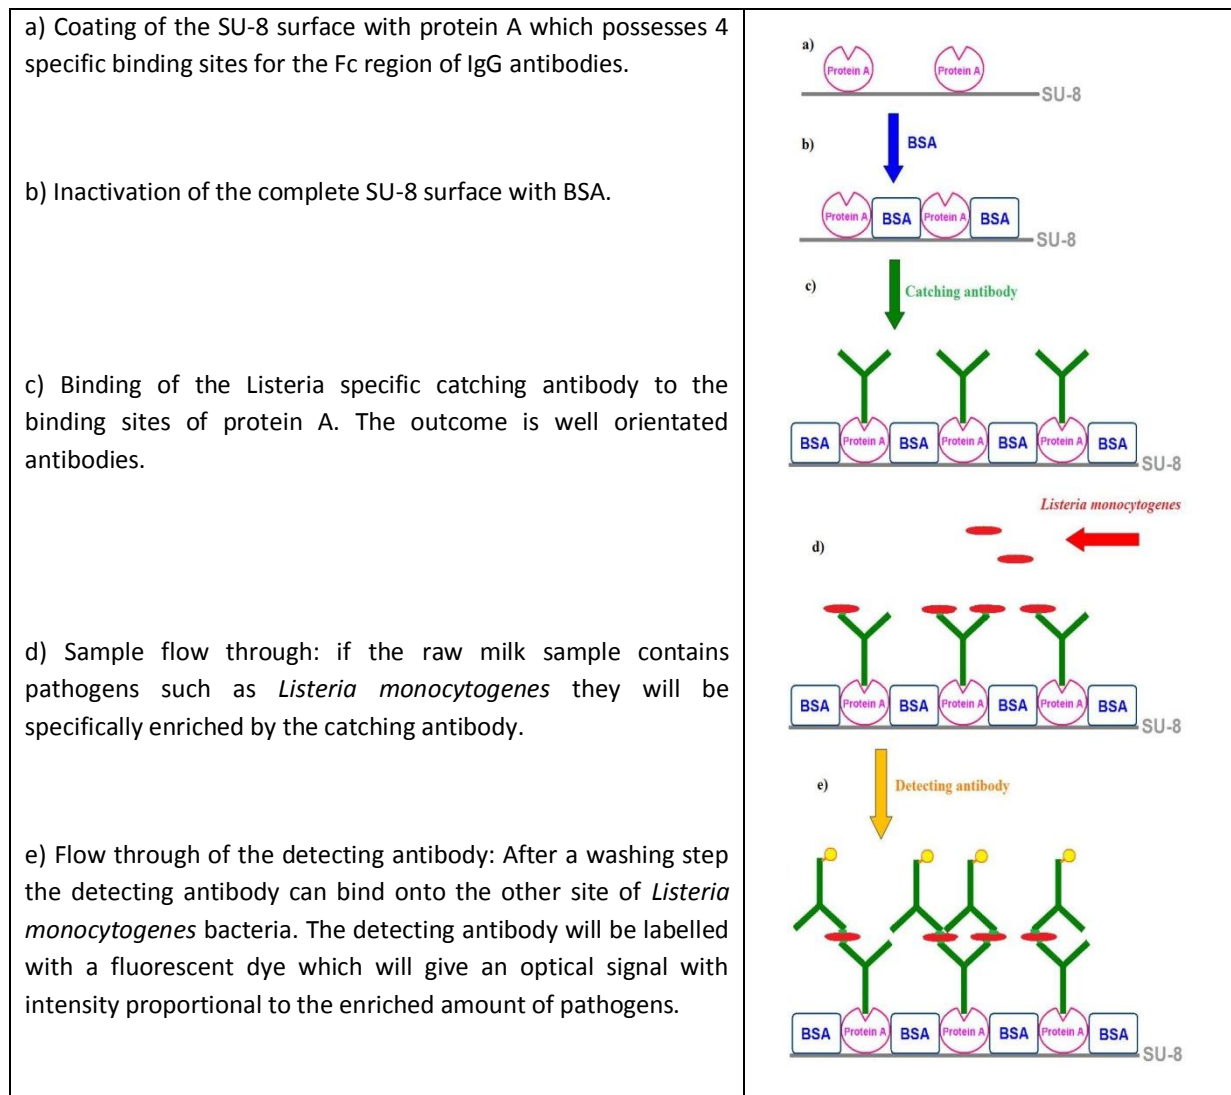 a) Coating of the SU-8 surface with protein A which possesses 4
specific binding sites for the Fc region of IgG antibodies.
b) Inactivation of the complete SU-8 surface with BSA.
c) Binding of the Listeria specific catching antibody to the
binding sites of protein A. The outcome is well orientated
antibodies.
d) Sample flow through: if the raw milk sample contains
pathogens such as Listeria monocytogenes they will be
specifically enriched by the catching antibody.
e) Flow through of the detecting antibody: After a washing step
the detecting antibody can bind onto the other site of Listeria
monocytogenes bacteria. The detecting antibody will be labelled
with a fluorescent dye which will give an optical signal with
intensity proportional to the enriched amount of pathogens.
a)
Protein A Protein A
SU-8
b) BSA
Protein A BSA Protein A BSA
SU-8
c) Catching antibody
BSA Protein A BSA Protein A BSA Protein A BSA
SU-8
Listeria monocytogenes
d)
BSA Protein A BSA Protein A BSA Protein A BSA
SU-8
e) Detecting antibody
BSA Protein A BSA Protein A BSA Protein A BSA
SU-8